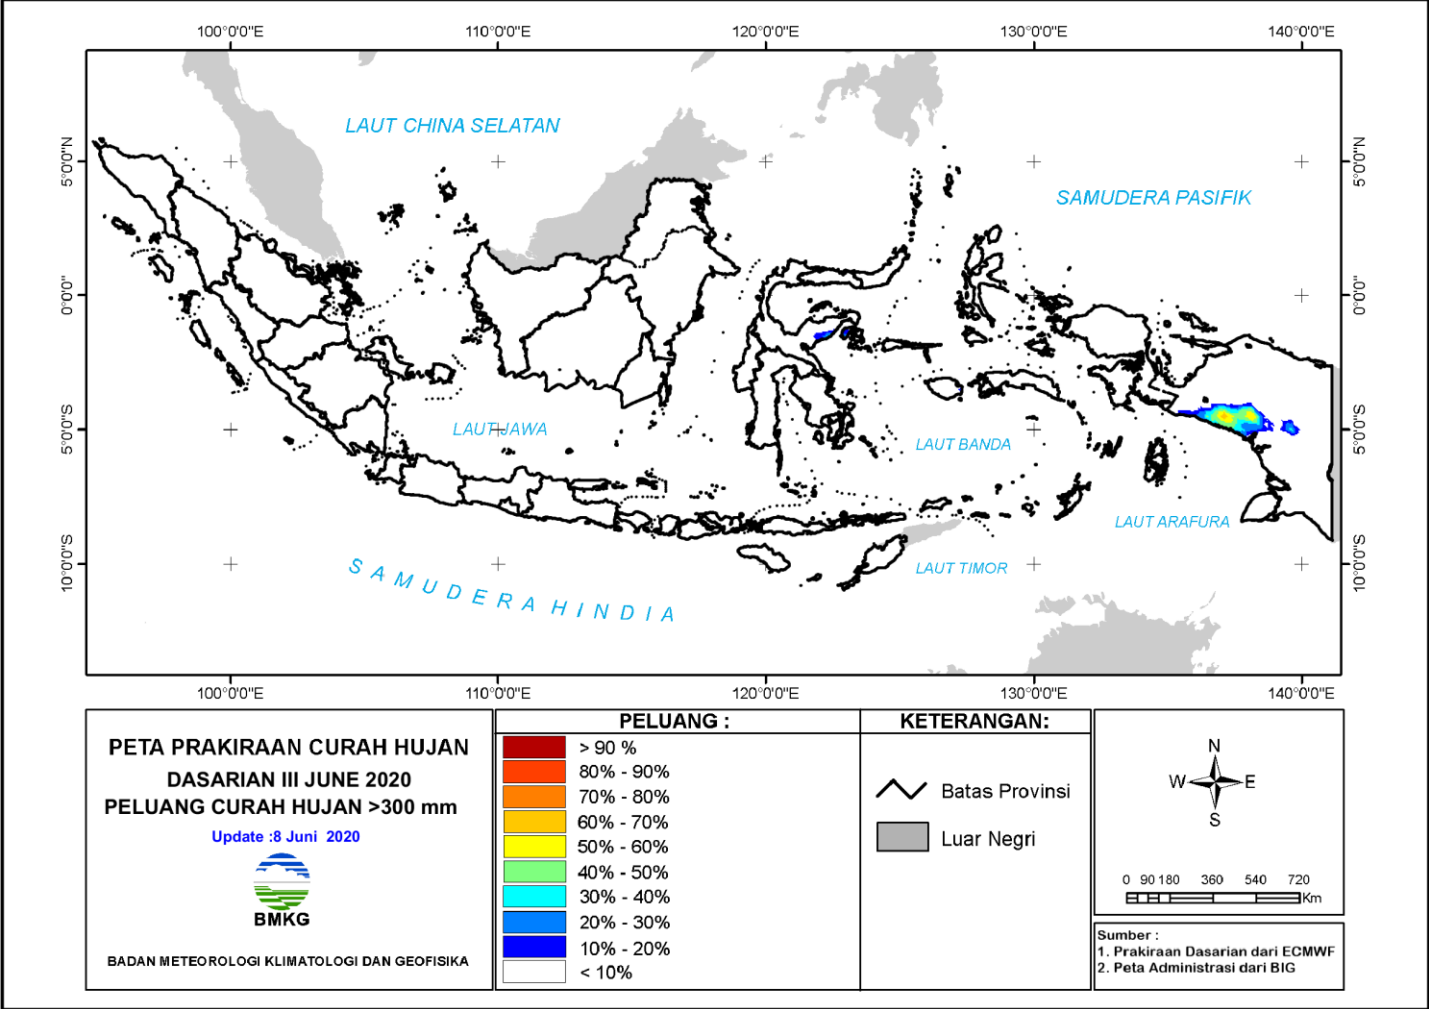 100°0'0"E 110°0'0"E 120°0'0"E 130°0'0"E 140°0'0"E
5°0'0"N 5°0'0"N
LAUT CHINA SELATAN
SAMUDERA PASIFIK
0°0'0" 0°0'0"
5°0'0"S 5°0'0"S
LAUT JAWA
LAUT BANDA
LAUT ARAFURA
10°0'0"S 10°0'0"S
LAUT TIMOR
SAMUDERA HINDIA
100°0'0"E 110°0'0"E 120°0'0"E 130°0'0"E 140°0'0"E
PETA PRAKIRAAN CURAH HUJAN
DASARIAN III JUNE 2020
PELUANG CURAH HUJAN >300 mm
Update :8 Juni 2020
BMKG
BADAN METEOROLOGI KLIMATOLOGI DAN GEOFISIKA
PELUANG :
> 90 %
80% - 90%
70% - 80%
60% - 70%
50% - 60%
40% - 50%
30% - 40%
20% - 30%
10% - 20%
< 10%
KETERANGAN:
Batas Provinsi
Luar Negri
N
W E
S
0 90 180 360 540 720
Km
Sumber :
1. Prakiraan Dasarian dari ECMWF
2. Peta Administrasi dari BIG